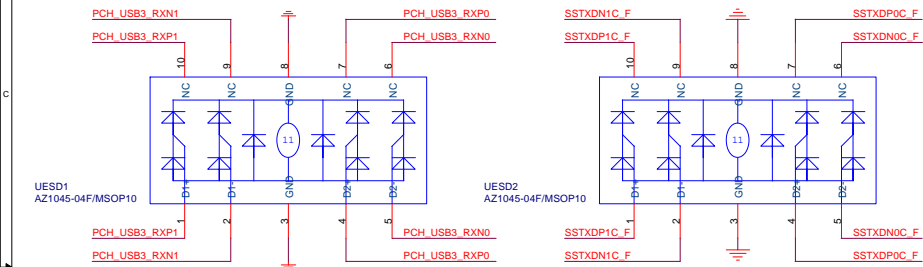 PCH_USB3_RXN1 PCH_USB3_RXP0 SSTXDN1C_F SSTXDP0C_F
PCH_USB3_RXP1 PCH_USB3_RXN0 SSTXDP1C_F SSTXDN0C_F
10 9 8 7 6 10 9 8 7 6
C
NC NC GND NC NC NC NC GND NC NC
11 11
UESD1 UESD2
AZ1045-04F/MSOP10 AZ1045-04F/MSOP10
D1+ D1- GND D2+ D2- D1+ D1- GND D2+ D2-
1 2 3 4 5 1 2 3 4 5
PCH_USB3_RXP1 PCH_USB3_RXN0 SSTXDP1C_F SSTXDN0C_F
PCH_USB3_RXN1 PCH_USB3_RXP0 SSTXDN1C_F SSTXDP0C_F